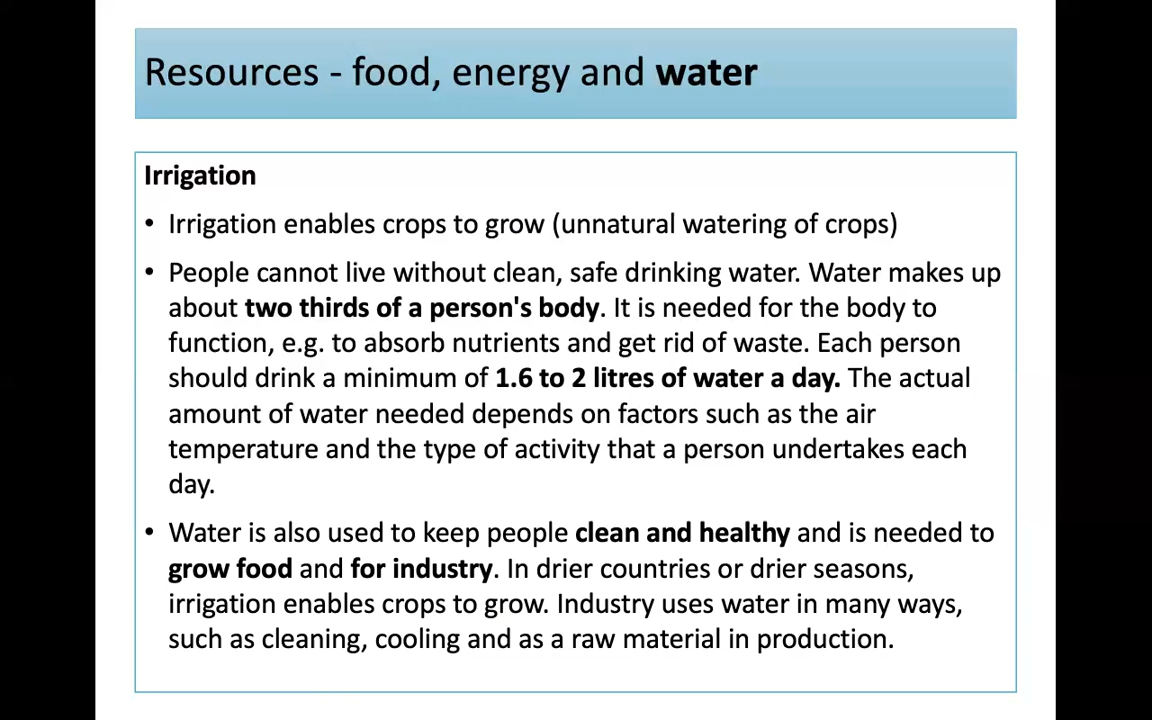 Resources - food, energy and water
Irrigation
• Irrigation enables crops to grow (unnatural watering of crops)
• People cannot live without clean, safe drinking water. Water makes up
about two thirds of a person's body. It is needed for the body to
function, e.g. to absorb nutrients and get rid of waste. Each person
should drink a minimum of 1.6 to 2 litres of water a day. The actual
amount of water needed depends on factors such as the air
temperature and the type of activity that a person undertakes each
day.
• Water is also used to keep people clean and healthy and is needed to
grow food and for industry. In drier countries or drier seasons,
irrigation enables crops to grow. Industry uses water in many ways,
such as cleaning, cooling and as a raw material in production.